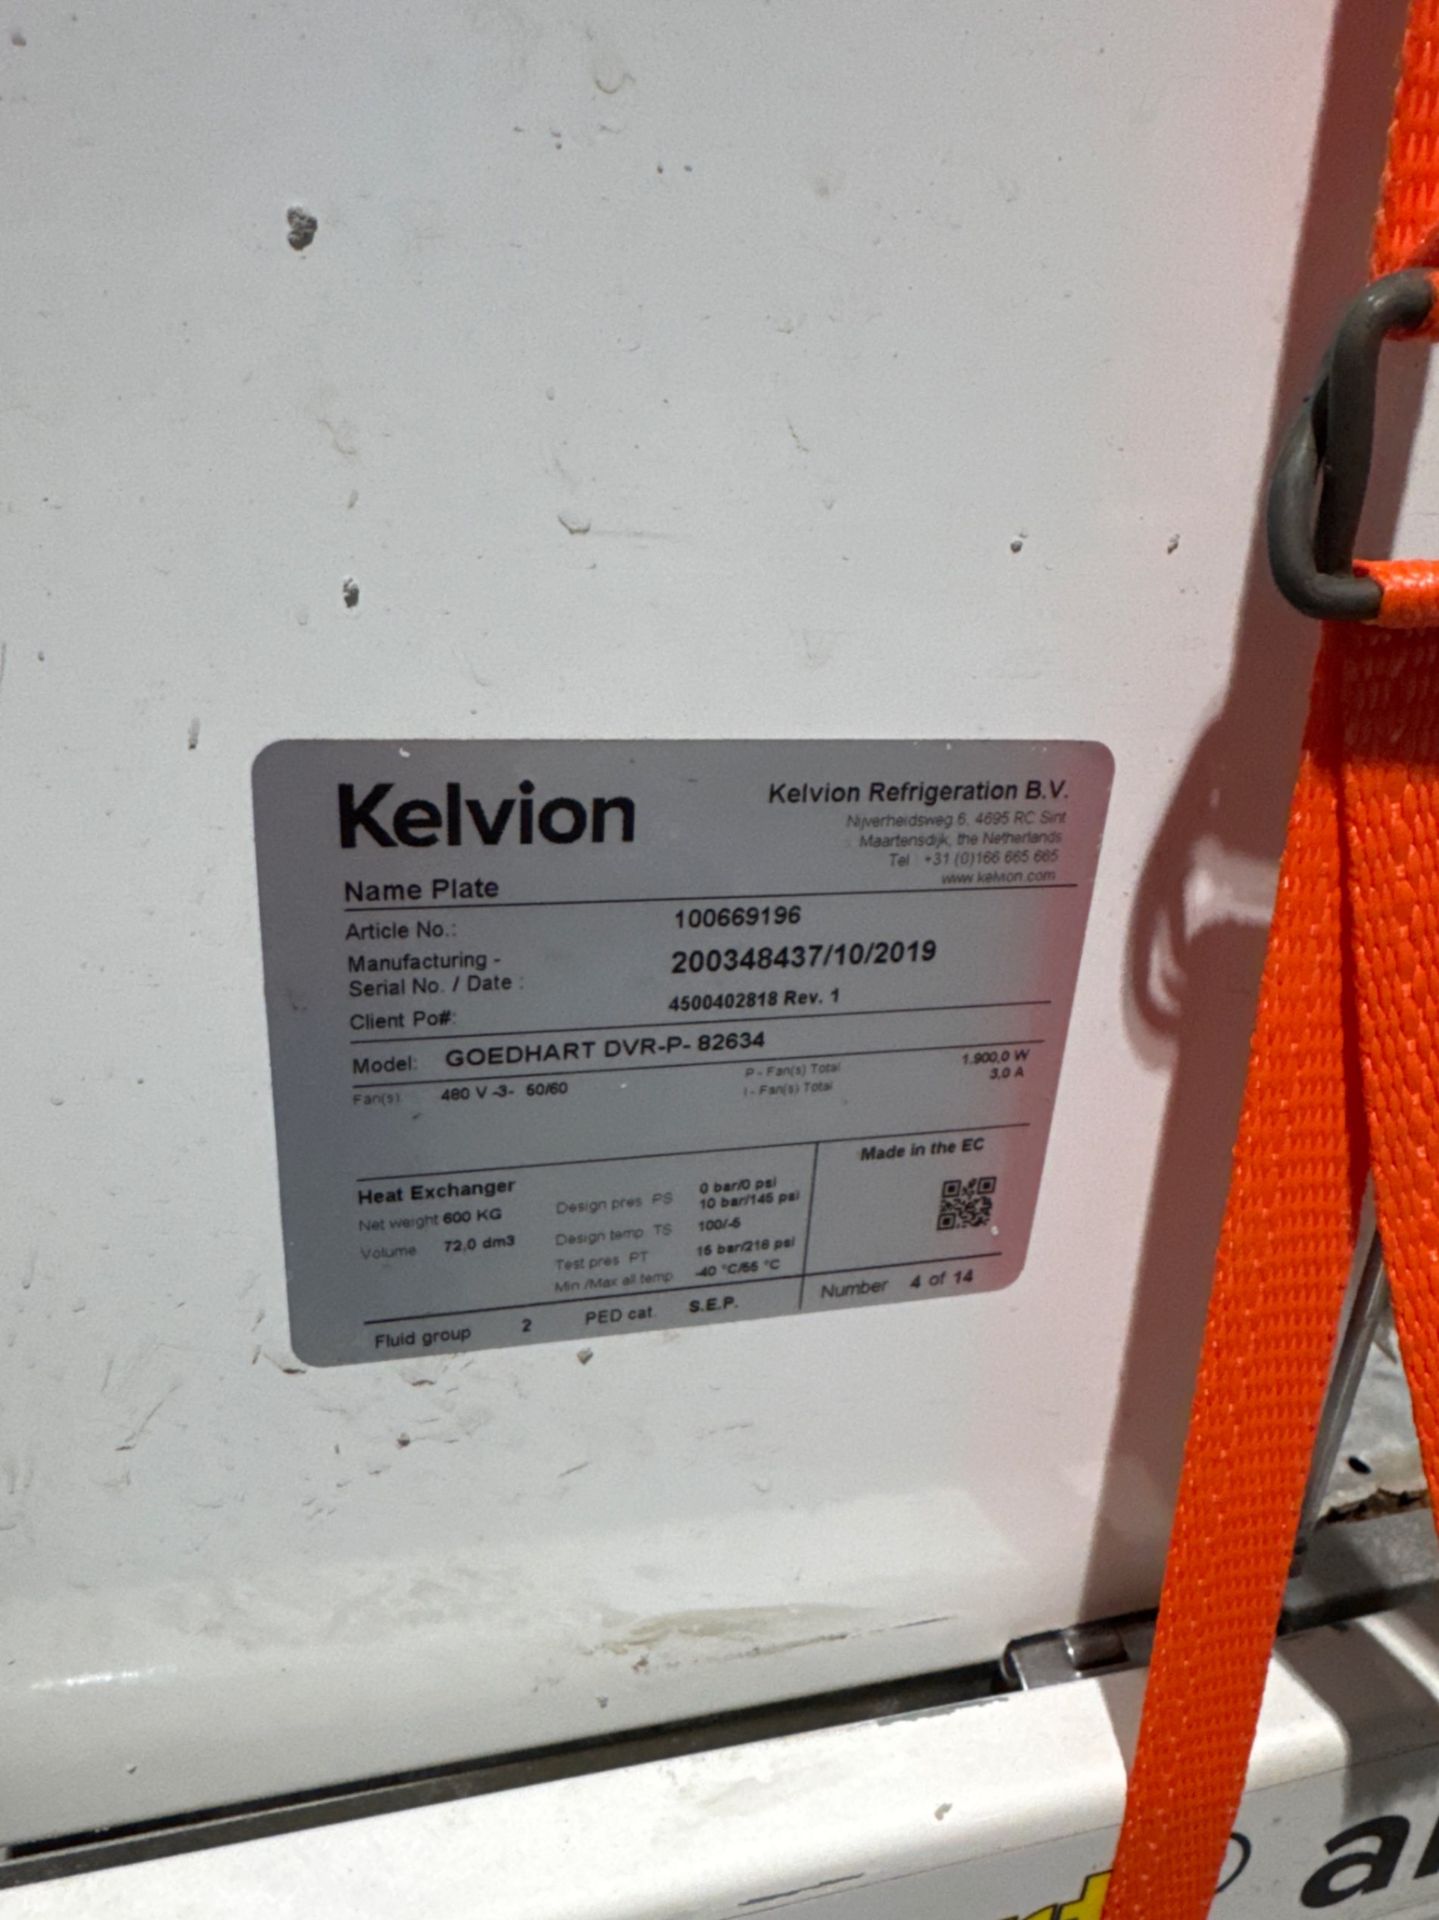 Kelvion
Kelvion Refrigeration B.V.
Nijverheidsweg 6, 4695 RC Sint
Maartensdijk, the Netherlands
Tel : +31 (0)166 665 665
www.kelvion.com
Name Plate
Article No.: 100669196
Manufacturing -
Serial No. / Date : 200348437/10/2019
Client Po#: 4500402818 Rev. 1
Model: GOEDHART DVR-P- 82634
Fan(s) 480 V -3- 50/60 P - Fan(s) Total 1.900,0 W
I - Fan(s) Total 3,0 A
Heat Exchanger
Net weight 600 KG
Volume 72,0 dm3
Design pres PS 0 bar/0 psi
10 bar/145 psi
Design temp TS 100/-5
Test pres PT 15 bar/218 psi
Min /Max all temp -40 °C/55 °C
Made in the EC
Fluid group 2 PED cat. S.E.P.
Number 4 of 14